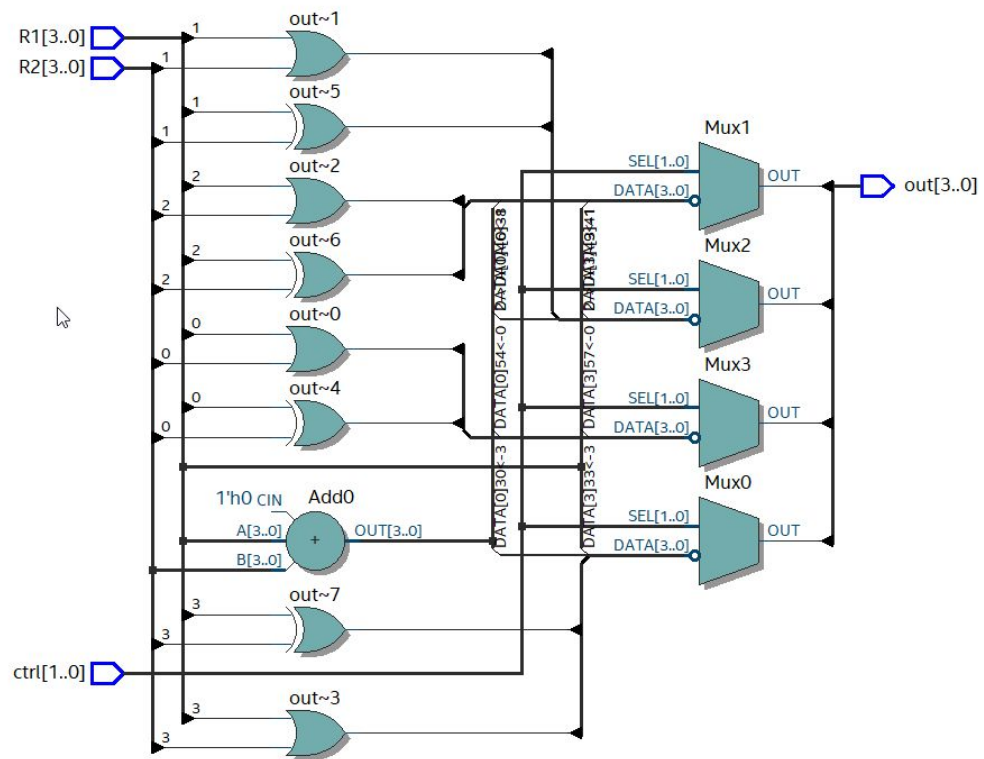 R1[3..0]
R2[3..0]
out~1
1
1
out~5
1
1
out~2
2
2
out~6
2
2
out~0
0
0
out~4
0
0
1'h0 CIN
Add0
A[3..0]
B[3..0]
+
OUT[3..0]
out~7
3
3
ctrl[1..0]
out~3
3
3
DATA[0]54<-0
DATA[3]57<-0
DATA[0]30<-3
DATA[3]33<-3
Mux1
SEL[1..0]
DATA[3..0]
OUT
out[3..0]
Mux2
SEL[1..0]
DATA[3..0]
OUT
Mux3
SEL[1..0]
DATA[3..0]
OUT
Mux0
SEL[1..0]
DATA[3..0]
OUT